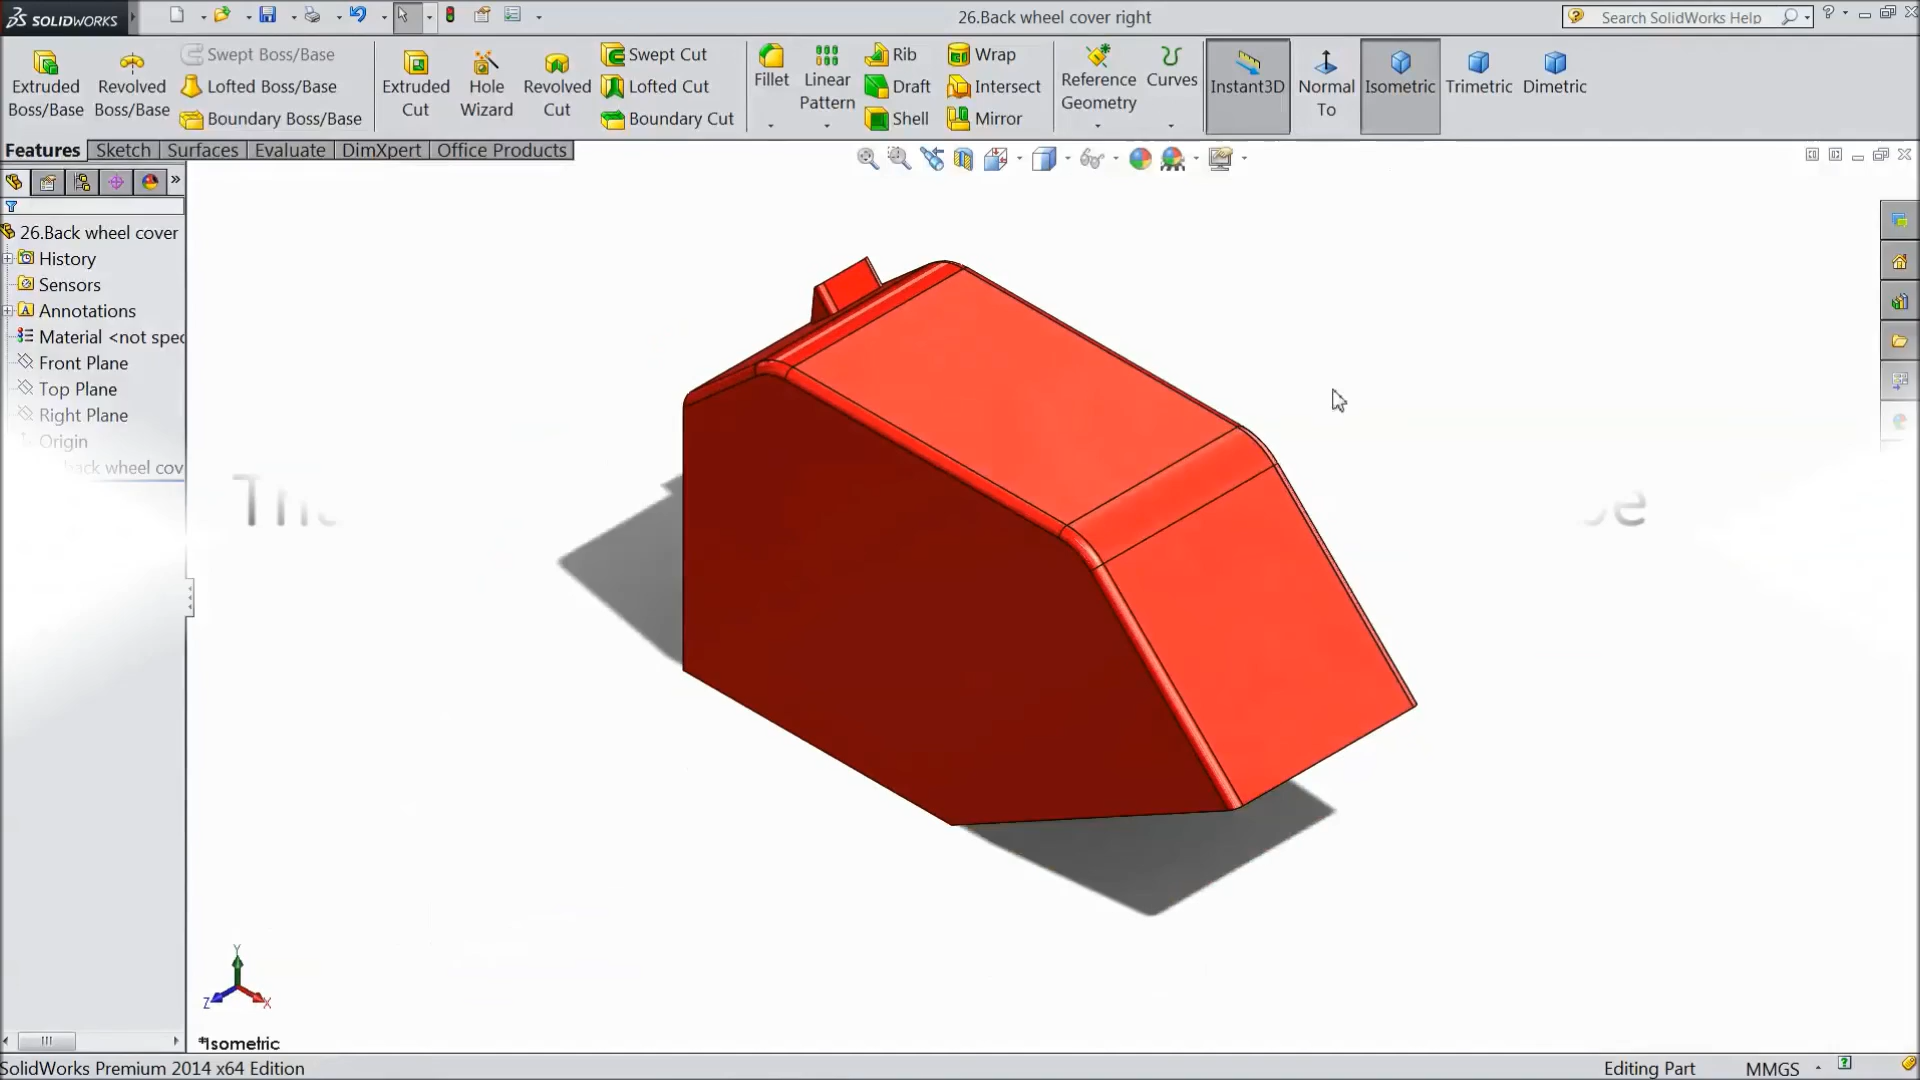 SOLIDWORKS
26.Back wheel cover right
Search SolidWorks Help
Extruded Boss/Base
Revolved Boss/Base
Swept Boss/Base
Lofted Boss/Base
Boundary Boss/Base
Extruded Cut
Hole Wizard
Revolved Cut
Swept Cut
Lofted Cut
Boundary Cut
Fillet
Linear Pattern
Rib
Draft
Shell
Wrap
Intersect
Mirror
Reference Geometry
Curves
Instant3D
Normal To
Isometric
Trimetric
Dimetric
Features
Sketch
Surfaces
Evaluate
DimXpert
Office Products
26.Back wheel cover
History
Sensors
Annotations
Material <not spec
Front Plane
Top Plane
Right Plane
Origin
back wheel cov
Y
Z
X
*Isometric
SolidWorks Premium 2014 x64 Edition
Editing Part
MMGS